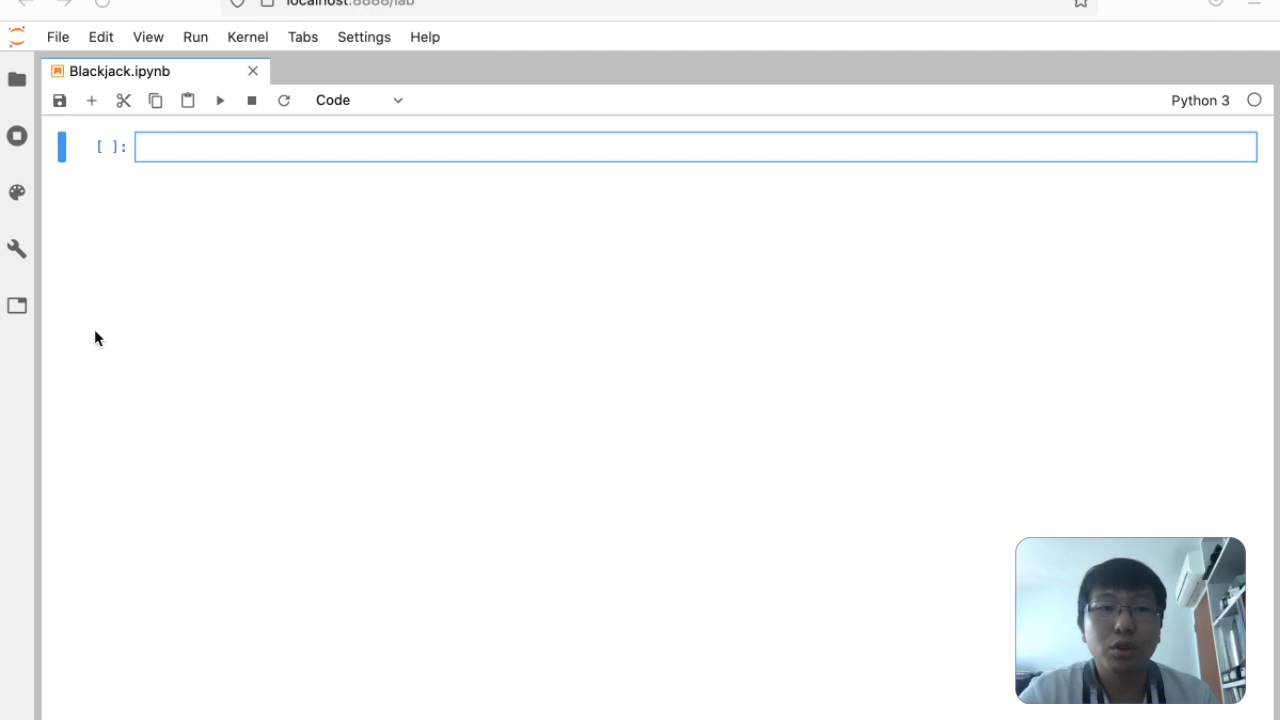 localhost:8888/lab
File Edit View Run Kernel Tabs Settings Help
Blackjack.ipynb
Code Python 3
[ ]: